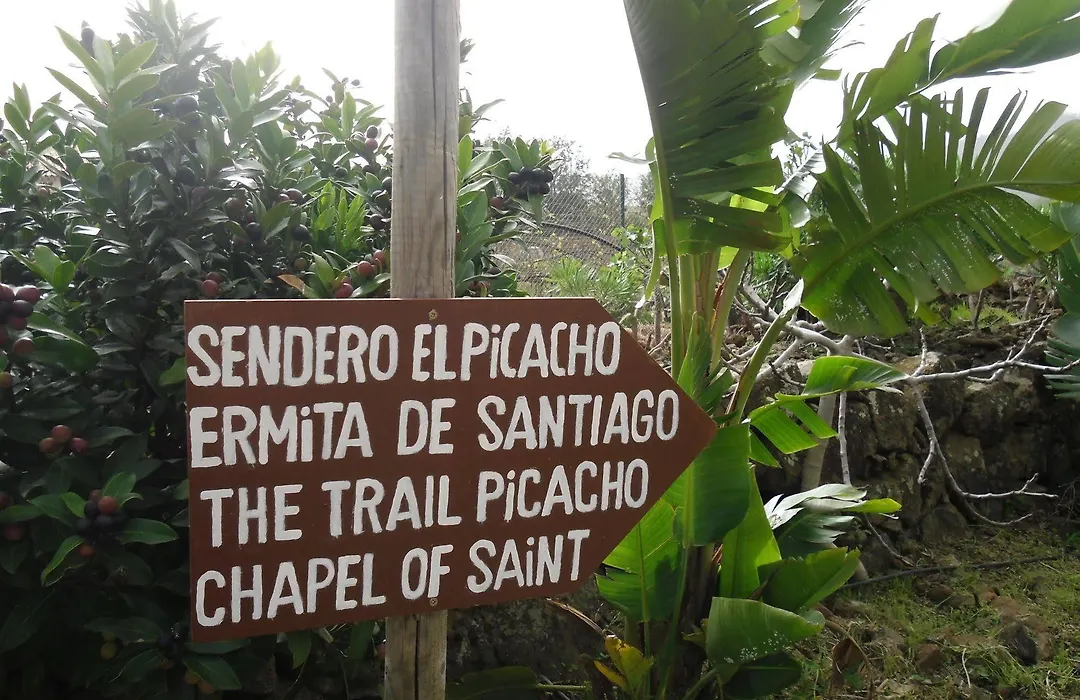 SENDERO EL PiCACHO
ERMiTA DE SANTIAGO
THE TRAIL PiCACHO
CHAPEL OF SAiNT